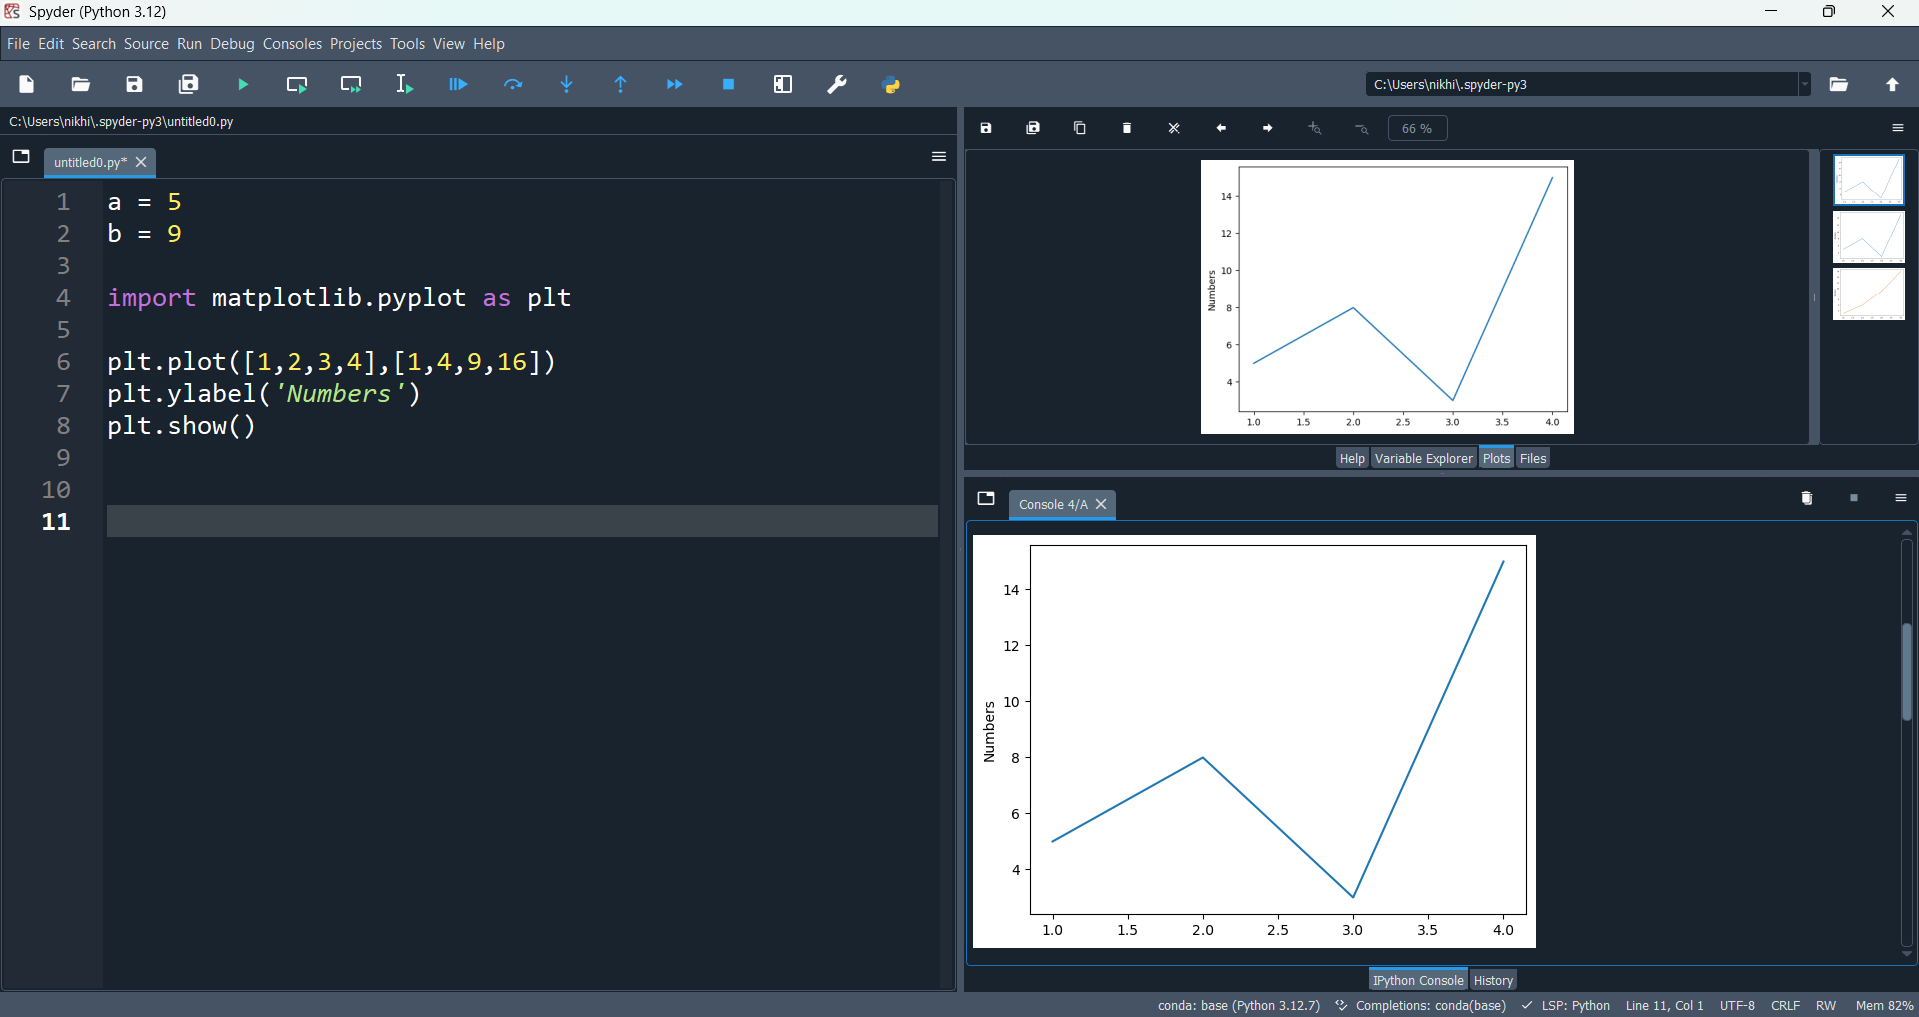 Spyder (Python 3.12)
File Edit Search Source Run Debug Consoles Projects Tools View Help
C:\Users\nikhi\.spyder-py3
C:\Users\nikhi\.spyder-py3\untitled0.py
untitled0.py*
1 a = 5
2 b = 9
3
4 import matplotlib.pyplot as plt
5
6 plt.plot([1,2,3,4],[1,4,9,16])
7 plt.ylabel('Numbers')
8 plt.show()
9
10
11
66 %
14
12
10
8
6
4
Numbers
1.0 1.5 2.0 2.5 3.0 3.5 4.0
Help Variable Explorer Plots Files
Console 4/A
14
12
10
8
6
4
Numbers
1.0 1.5 2.0 2.5 3.0 3.5 4.0
IPython Console History
conda: base (Python 3.12.7) Completions: conda(base) LSP: Python Line 11, Col 1 UTF-8 CRLF RW Mem 82%